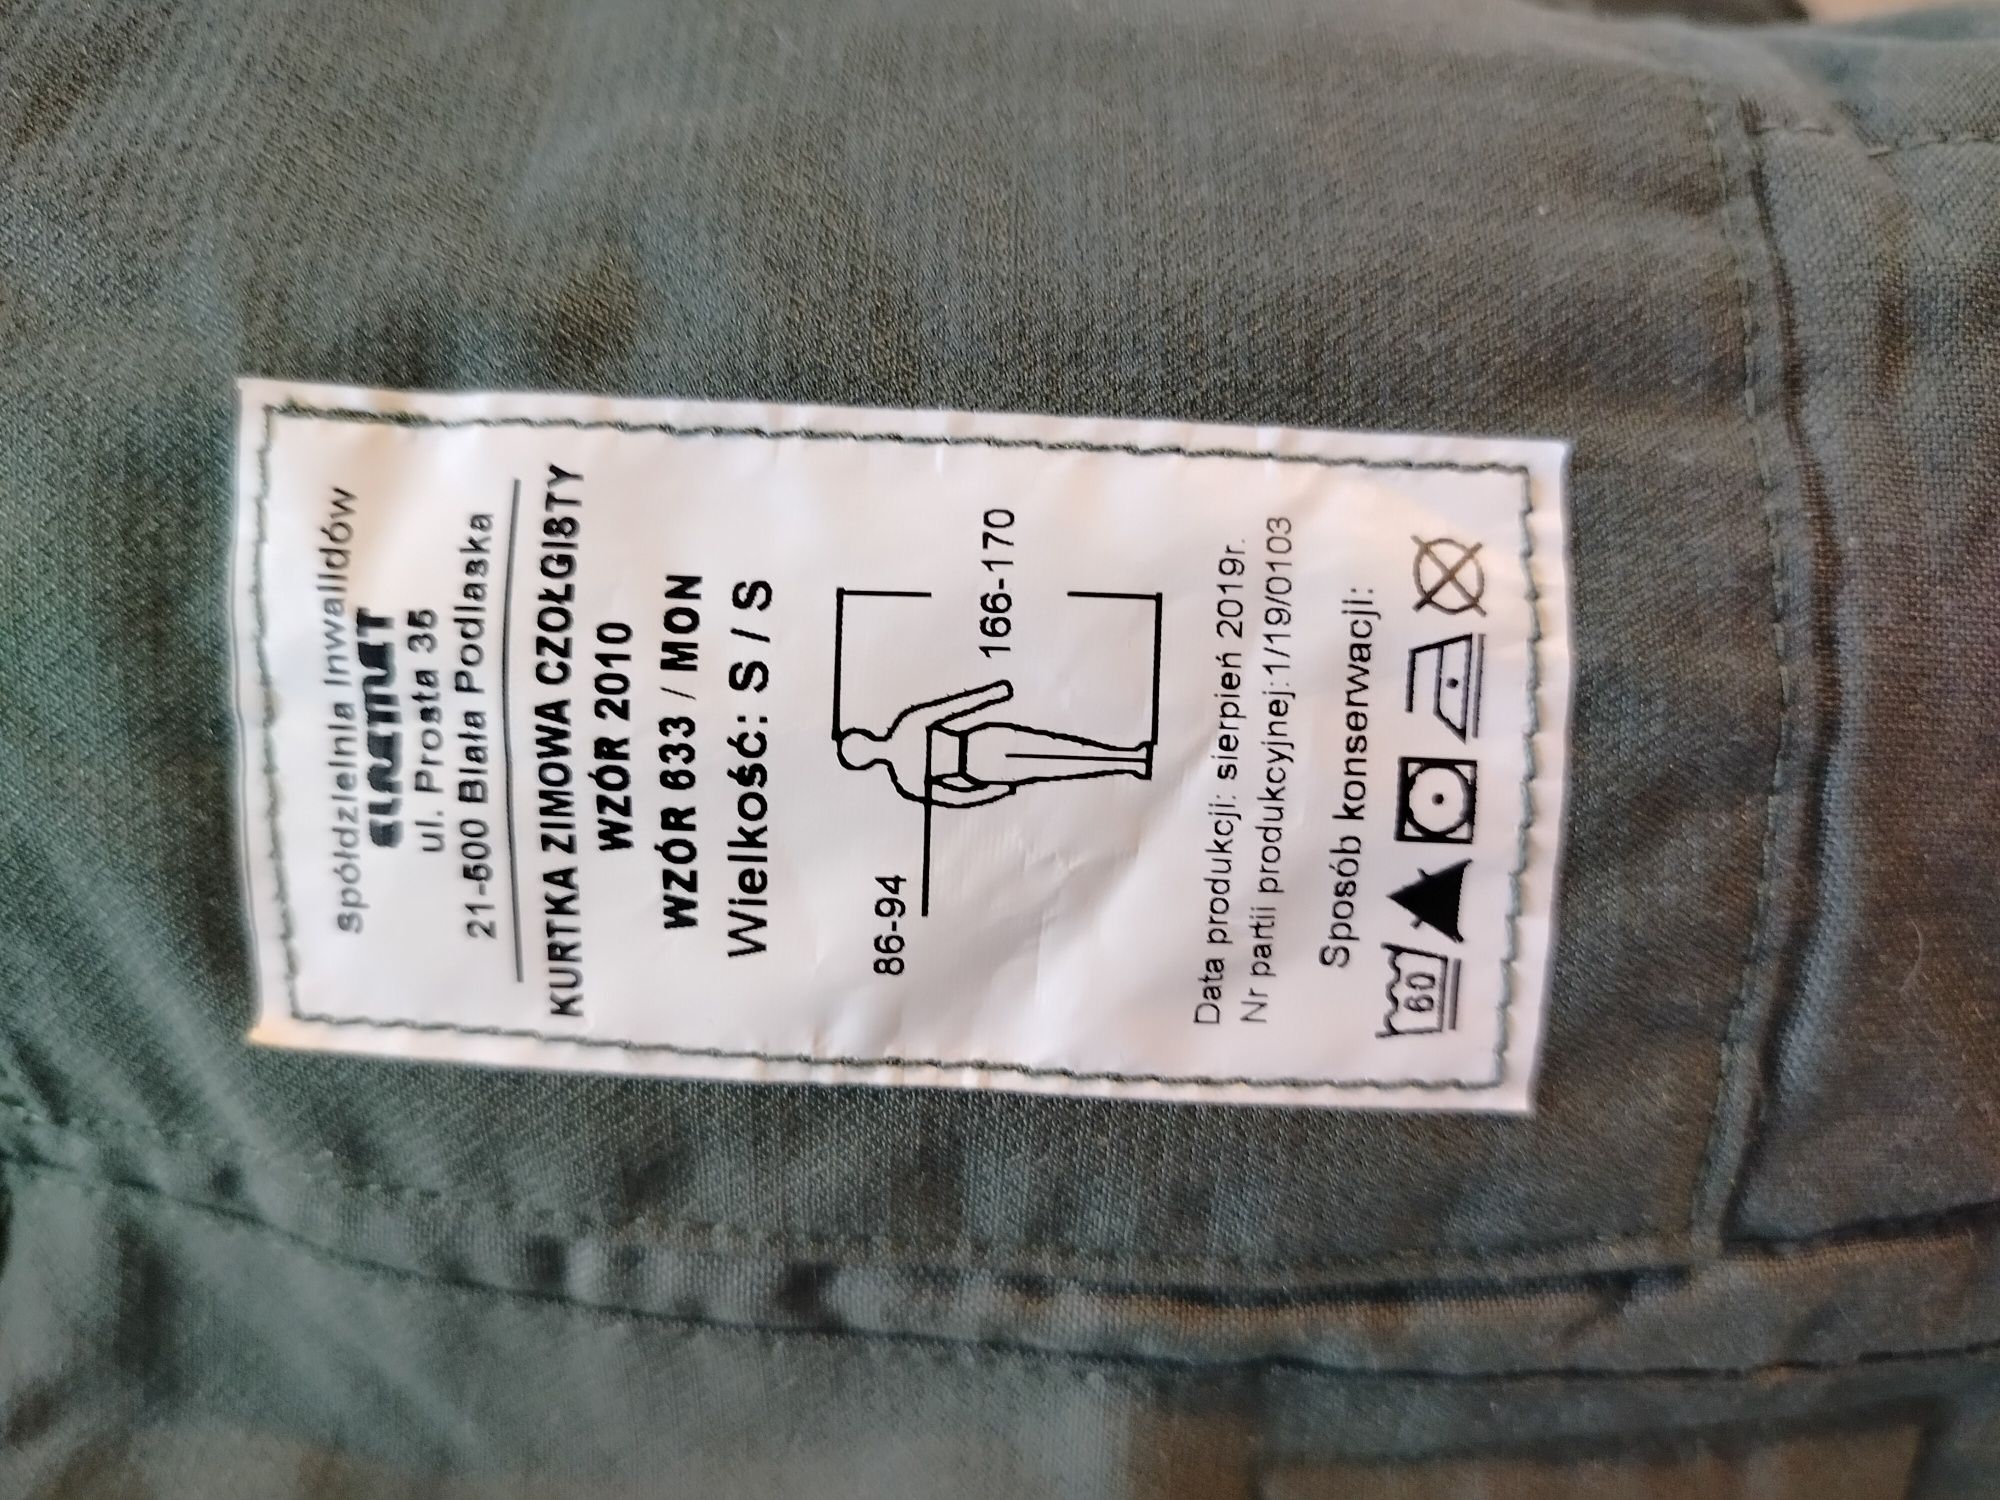 Spółdzielnia Inwalidów
ELREMET
ul. Prosta 35
21-500 Biała Podlaska
KURTKA ZIMOWA CZOŁGISTY
WZÓR 2010
WZÓR 633 / MON
Wielkość: S / S
86-94
166-170
Data produkcji: sierpień 2019r.
Nr partii produkcyjnej:1/19/0103
Sposób konserwacji:
60